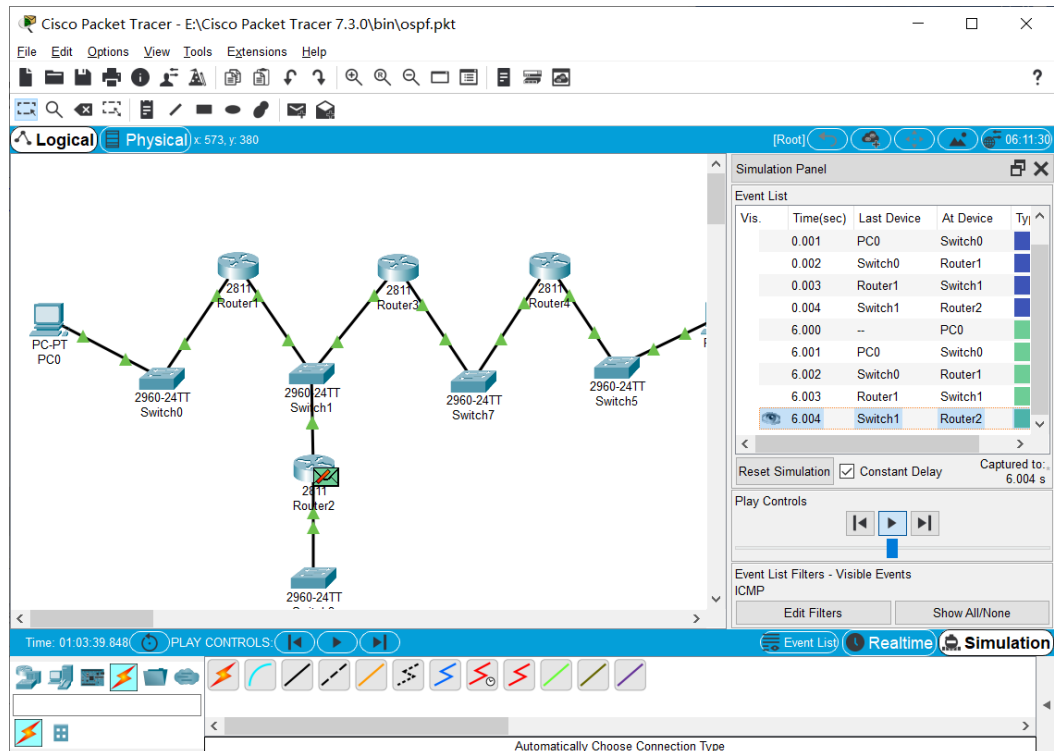 Cisco Packet Tracer - E:\Cisco Packet Tracer 7.3.0\bin\ospf.pkt
File Edit Options View Tools Extensions Help
?
Logical Physical x: 573, y: 380 [Root] 06:11:30
Simulation Panel
Event List
Vis. Time(sec) Last Device At Device
0.001 PC0 Switch0
0.002 Switch0 Router1
0.003 Router1 Switch1
0.004 Switch1 Router2
6.000 -- PC0
6.001 PC0 Switch0
6.002 Switch0 Router1
6.003 Router1 Switch1
6.004 Switch1 Router2
Reset Simulation Constant Delay Captured to:
6.004 s
Play Controls
Event List Filters - Visible Events
ICMP
Edit Filters Show All/None
2811
Router1
2811
Router3
2811
Router4
PC-PT
PC0
2960-24TT
Switch0
2960-24TT
Switch1
2960-24TT
Switch7
2960-24TT
Switch5
2811
Router2
2960-24TT
Time: 01:03:39.848 PLAY CONTROLS: Event List Realtime Simulation
Automatically Choose Connection Type